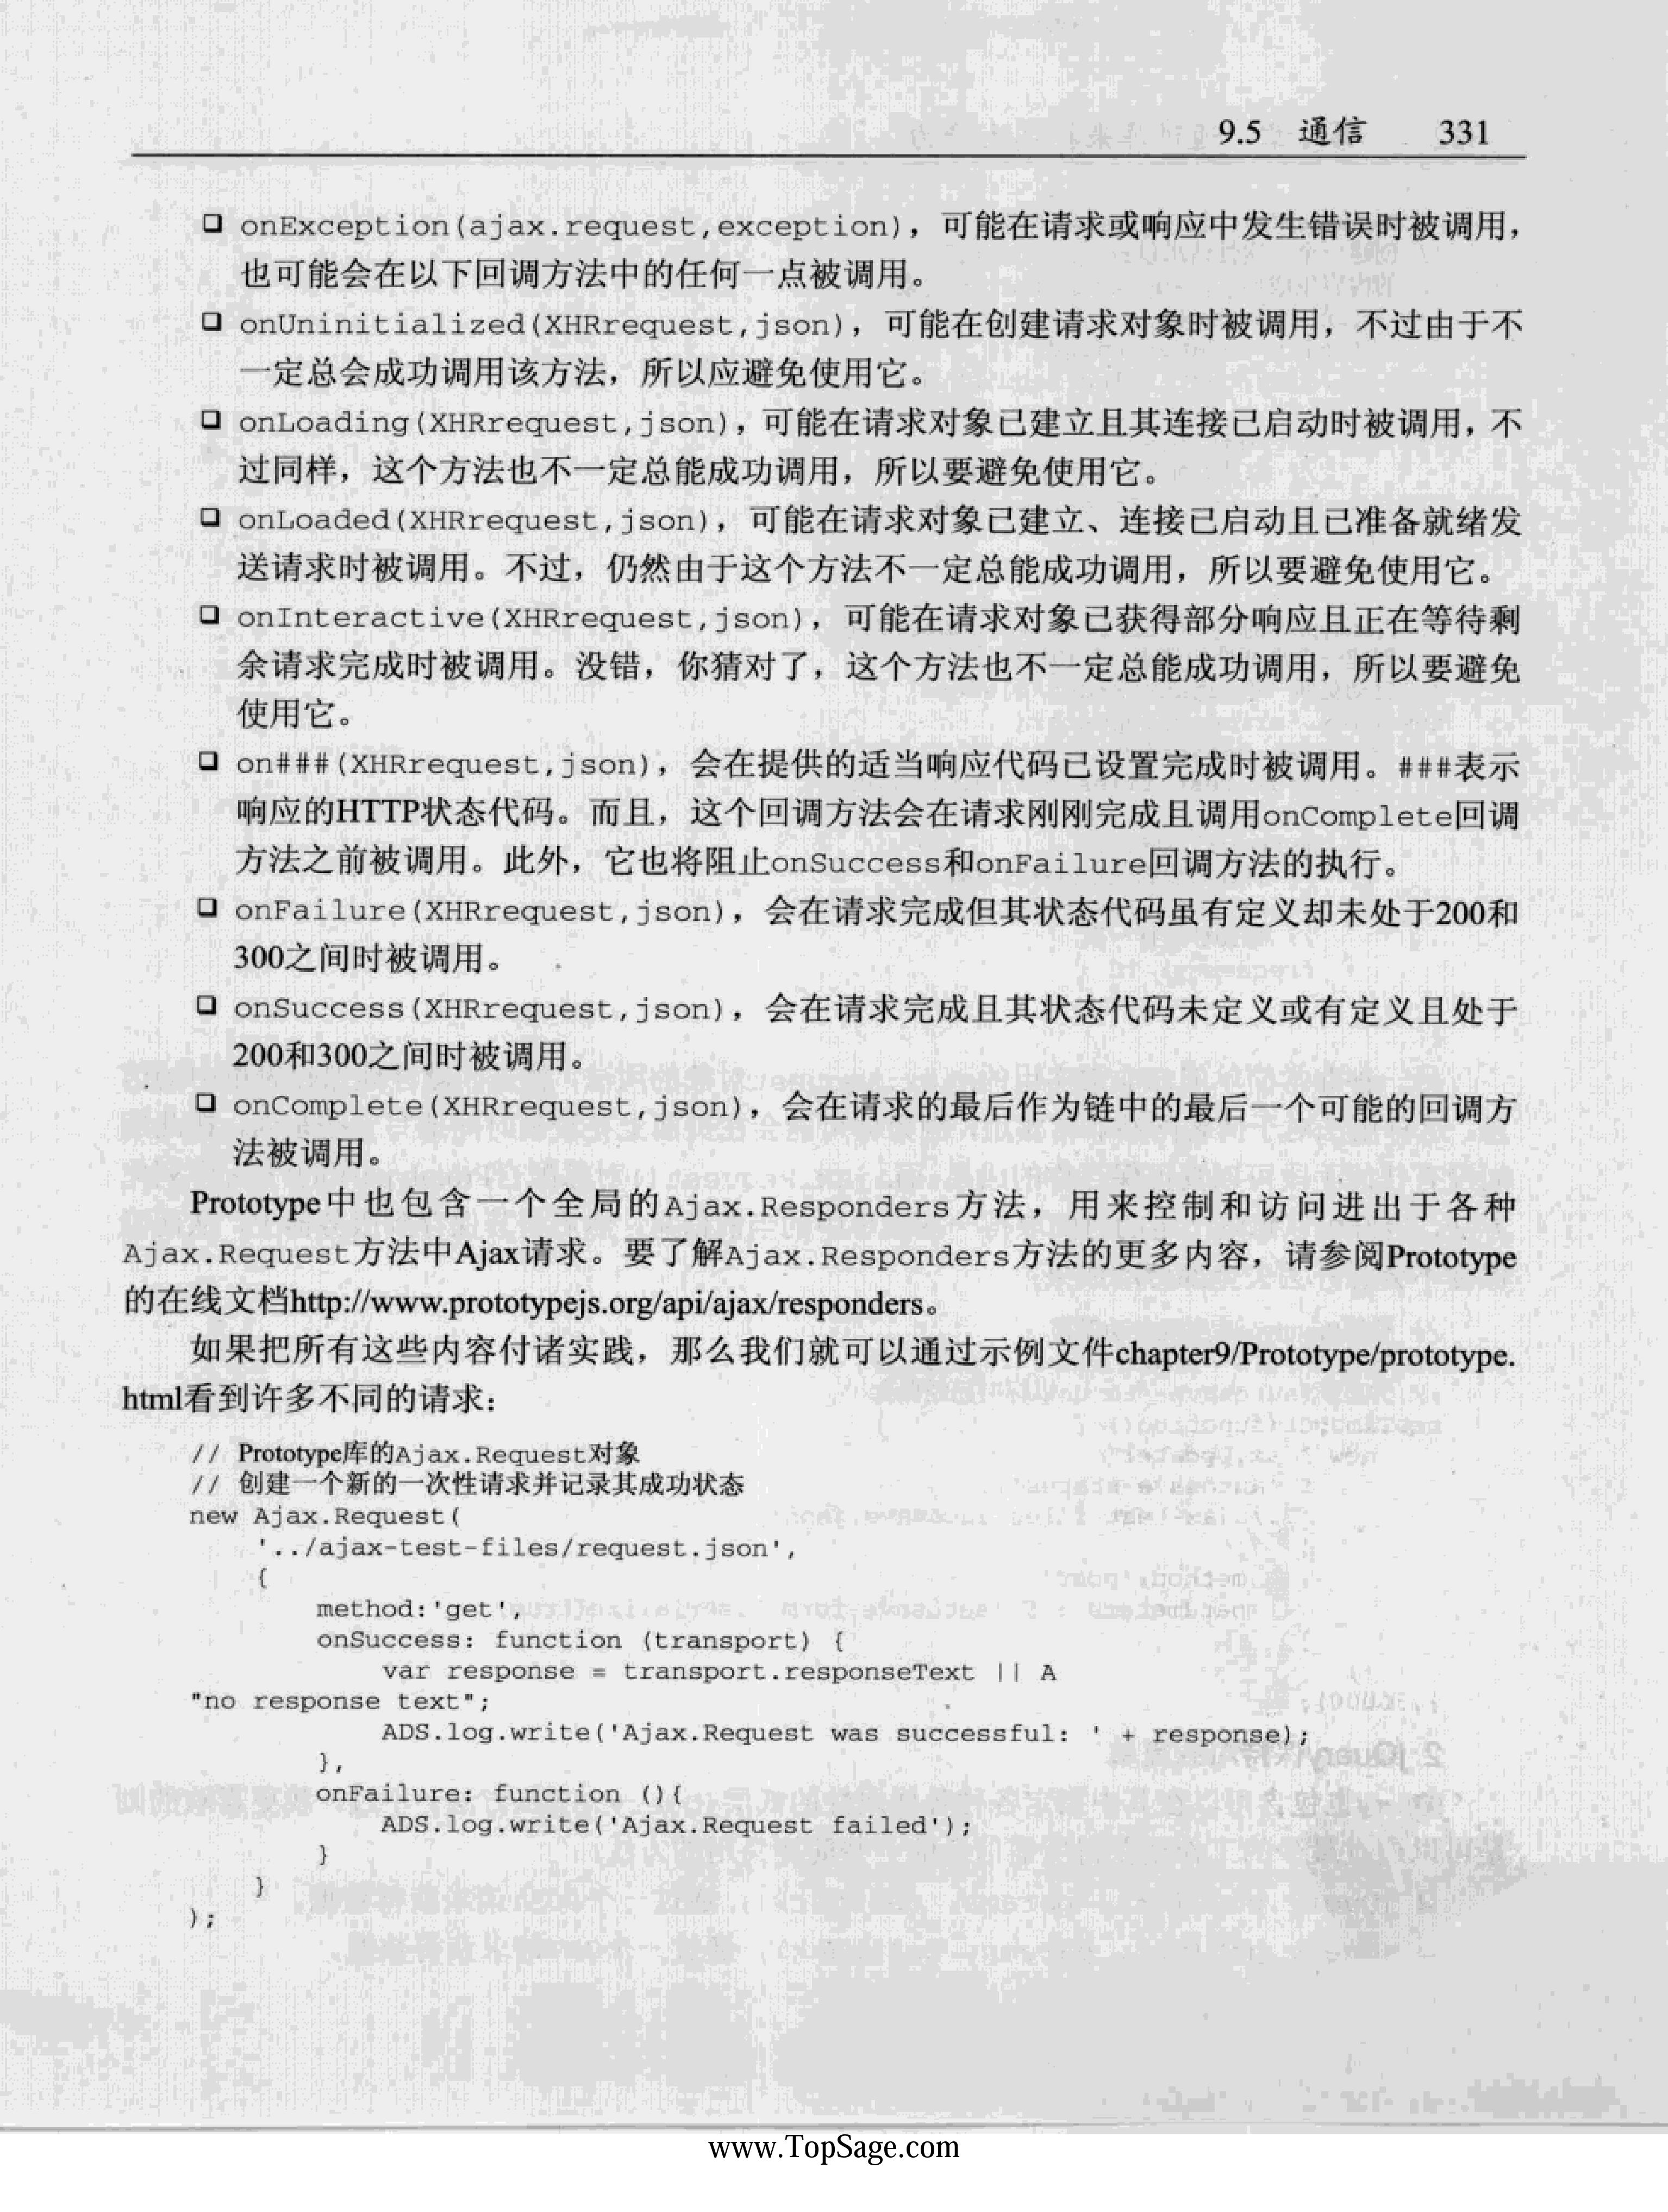 9.5 通信 331
❑ onException(ajax.request,exception)，可能在请求或响应中发生错误时被调用，
也可能会在以下回调方法中的任何一点被调用。
❑ onUninitialized(XHRrequest,json)，可能在创建请求对象时被调用，不过由于不
一定总会成功调用该方法，所以应避免使用它。
❑ onLoading(XHRrequest,json)，可能在请求对象已建立且其连接已启动时被调用，不
过同样，这个方法也不一定总能成功调用，所以要避免使用它。
❑ onLoaded(XHRrequest,json)，可能在请求对象已建立、连接已启动且已准备就绪发
送请求时被调用。不过，仍然由于这个方法不一定总能成功调用，所以要避免使用它。
❑ onInteractive(XHRrequest,json)，可能在请求对象已获得部分响应且正在等待剩
余请求完成时被调用。没错，你猜对了，这个方法也不一定总能成功调用，所以要避免
使用它。
❑ on###(XHRrequest,json)，会在提供的适当响应代码已设置完成时被调用。###表示
响应的HTTP状态代码。而且，这个回调方法会在请求刚刚完成且调用onComplete回调
方法之前被调用。此外，它也将阻止onSuccess和onFailure回调方法的执行。
❑ onFailure(XHRrequest,json)，会在请求完成但其状态代码虽有定义却未处于200和
300之间时被调用。
❑ onSuccess(XHRrequest,json)，会在请求完成且其状态代码未定义或有定义且处于
200和300之间时被调用。
❑ onComplete(XHRrequest,json)，会在请求的最后作为链中的最后一个可能的回调方
法被调用。
Prototype中也包含一个全局的Ajax.Responders方法，用来控制和访问进出于各种
Ajax.Request方法中Ajax请求。要了解Ajax.Responders方法的更多内容，请参阅Prototype
的在线文档http://www.prototypejs.org/api/ajax/responders。
如果把所有这些内容付诸实践，那么我们就可以通过示例文件chapter9/Prototype/prototype.
html看到许多不同的请求：
// Prototype库的Ajax.Request对象
// 创建一个新的一次性请求并记录其成功状态
new Ajax.Request(
'../ajax-test-files/request.json',
{
method:'get',
onSuccess: function (transport) {
var response = transport.responseText || A
"no response text";
ADS.log.write('Ajax.Request was successful: ' + response);
},
onFailure: function (){
ADS.log.write('Ajax.Request failed');
}
}
);
www.TopSage.com